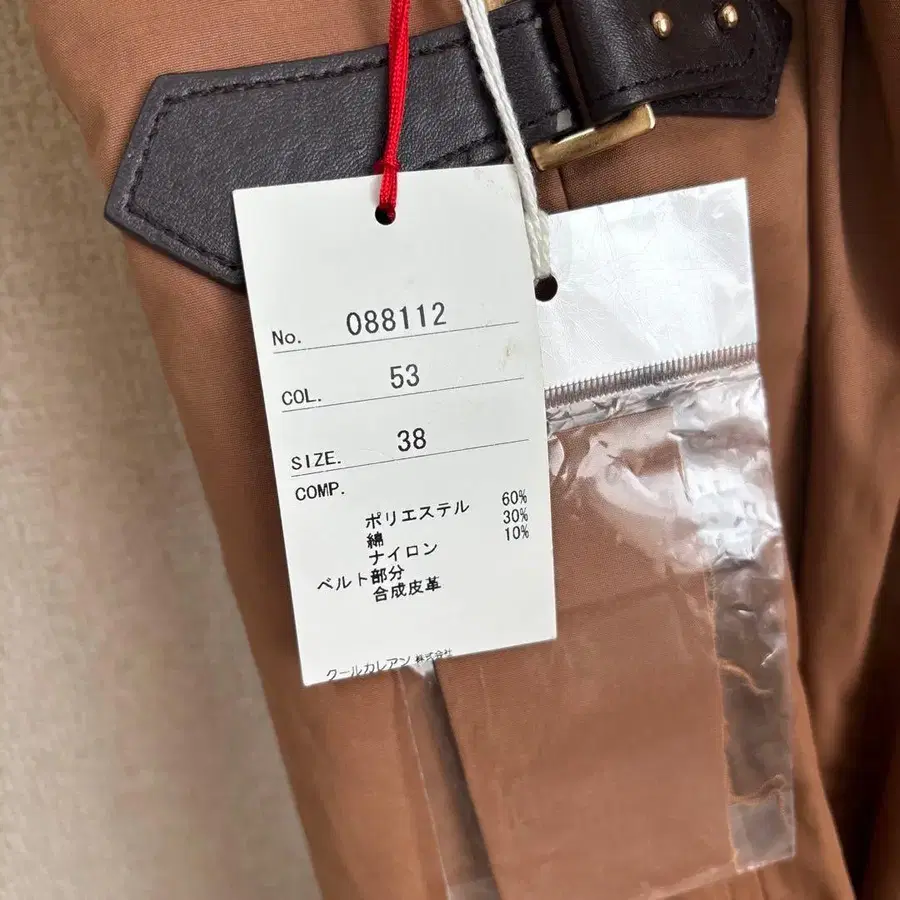 No. 088112
COL. 53
SIZE. 38
COMP.
ポリエステル 60%
綿 30%
ナイロン 10%
ベルト部分
合成皮革
クールカレアン 株式会社